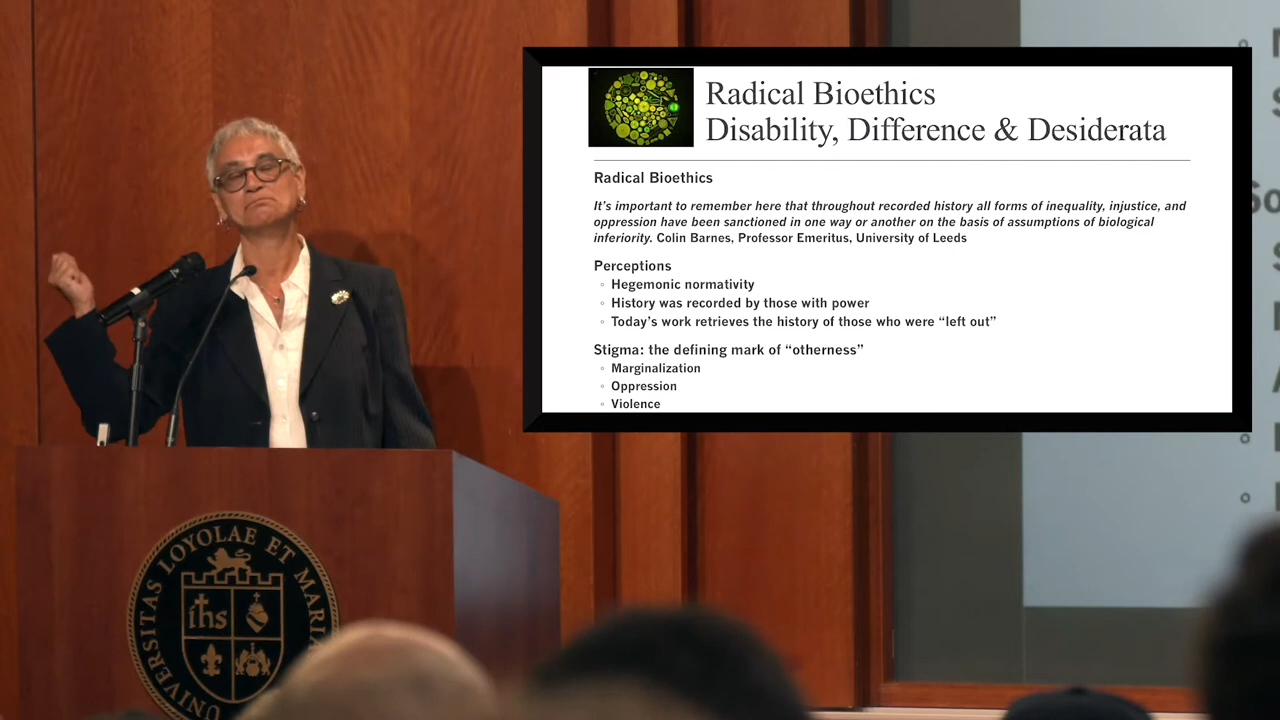 Radical Bioethics
Disability, Difference & Desiderata
Radical Bioethics
It's important to remember here that throughout recorded history all forms of inequality, injustice, and
oppression have been sanctioned in one way or another on the basis of assumptions of biological
inferiority. Colin Barnes, Professor Emeritus, University of Leeds
Perceptions
◦ Hegemonic normativity
◦ History was recorded by those with power
◦ Today's work retrieves the history of those who were “left out”
Stigma: the defining mark of “otherness”
◦ Marginalization
◦ Oppression
◦ Violence
UNIVERSITAS LOYOLAE ET
ihs